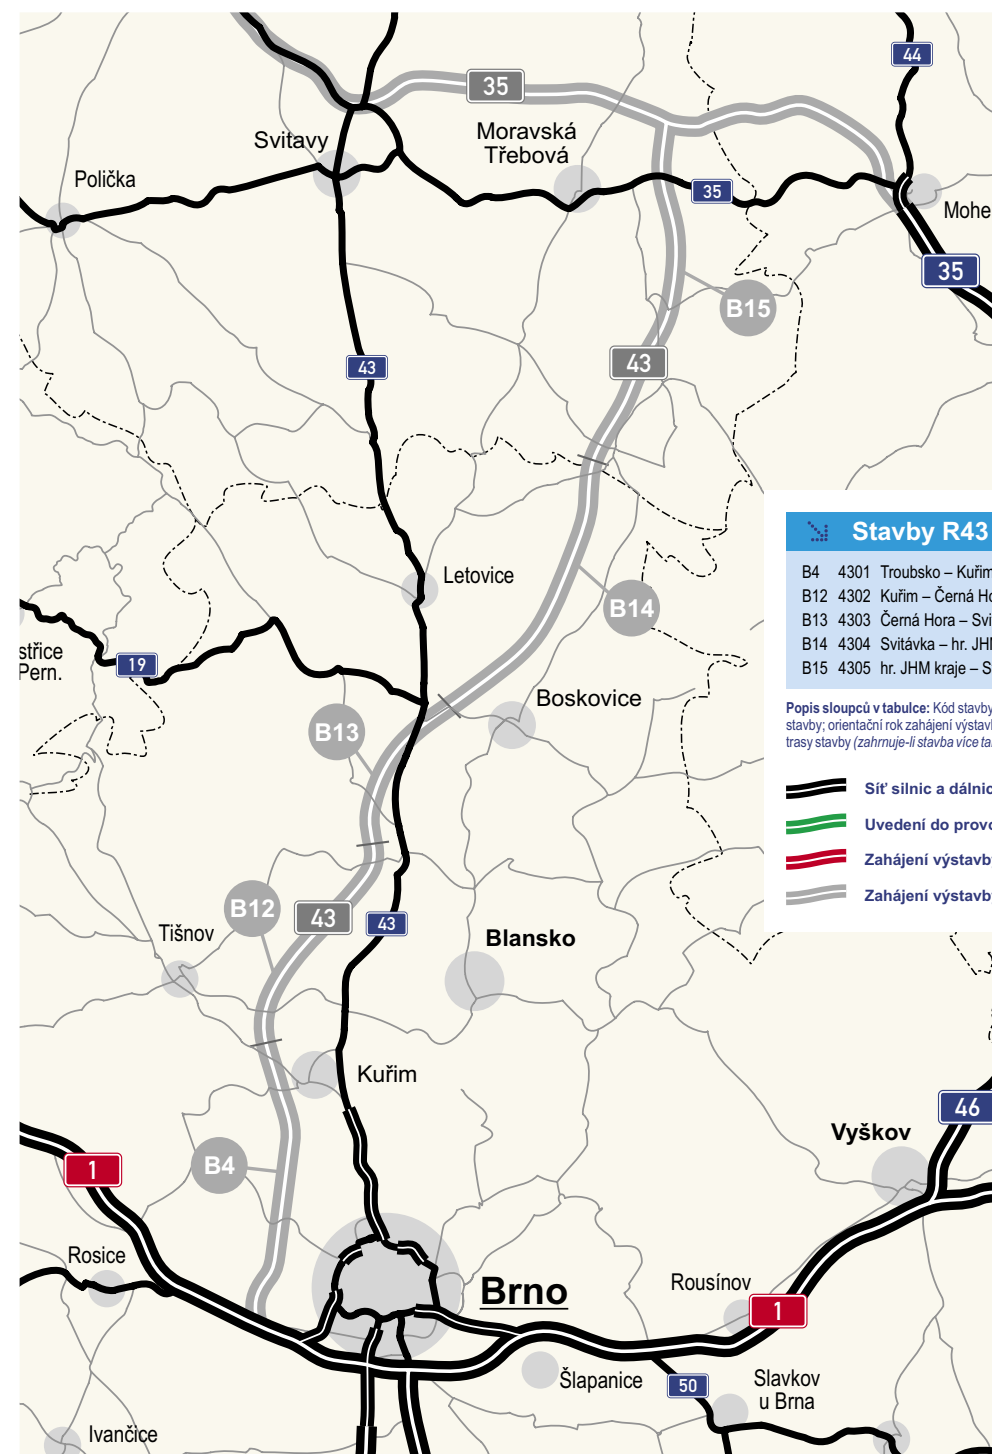 44
35
Svitavy
Moravská
Třebová
Polička
35
Mohe
35
B15
43
43
Letovice
B14
Stavby R43
B4 4301 Troubsko – Kuřim
B12 4302 Kuřim – Černá Ho
B13 4303 Černá Hora – Svi
B14 4304 Svitávka – hr. JHM
B15 4305 hr. JHM kraje – S
Popis sloupců v tabulce: Kód stavby
stavby; orientační rok zahájení výstavb
trasy stavby (zahrnuje-li stavba více ta
Síť silnic a dálnic
Uvedení do provo
Zahájení výstavby
Zahájení výstavby
střice
Pern.
19
Boskovice
B13
B12
43
43
Tišnov
Blansko
Kuřim
46
Vyškov
B4
1
Rosice
Brno
Rousínov
1
Šlapanice
50
Slavkov
u Brna
Ivančice